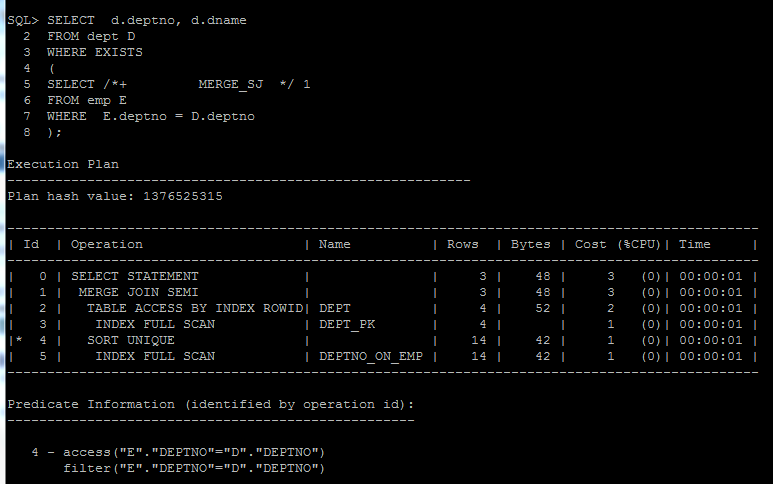 SQL> SELECT  d.deptno, d.dname
  2  FROM dept D
  3  WHERE EXISTS
  4  (
  5  SELECT /*+         MERGE_SJ  */ 1
  6  FROM emp E
  7  WHERE  E.deptno = D.deptno
  8  );
Execution Plan
----------------------------------------------------------
Plan hash value: 1376525315
----------------------------------------------------------------------------------------------
| Id  | Operation                    | Name          | Rows  | Bytes | Cost (%CPU)| Time     |
----------------------------------------------------------------------------------------------
|   0 | SELECT STATEMENT             |               |     3 |    48 |     3   (0)| 00:00:01 |
|   1 |  MERGE JOIN SEMI             |               |     3 |    48 |     3   (0)| 00:00:01 |
|   2 |   TABLE ACCESS BY INDEX ROWID| DEPT          |     4 |    52 |     2   (0)| 00:00:01 |
|   3 |    INDEX FULL SCAN           | DEPT_PK       |     4 |       |     1   (0)| 00:00:01 |
|*  4 |   SORT UNIQUE                |               |    14 |    42 |     1   (0)| 00:00:01 |
|   5 |    INDEX FULL SCAN           | DEPTNO_ON_EMP |    14 |    42 |     1   (0)| 00:00:01 |
----------------------------------------------------------------------------------------------
Predicate Information (identified by operation id):
---------------------------------------------------
   4 - access("E"."DEPTNO"="D"."DEPTNO")
       filter("E"."DEPTNO"="D"."DEPTNO")